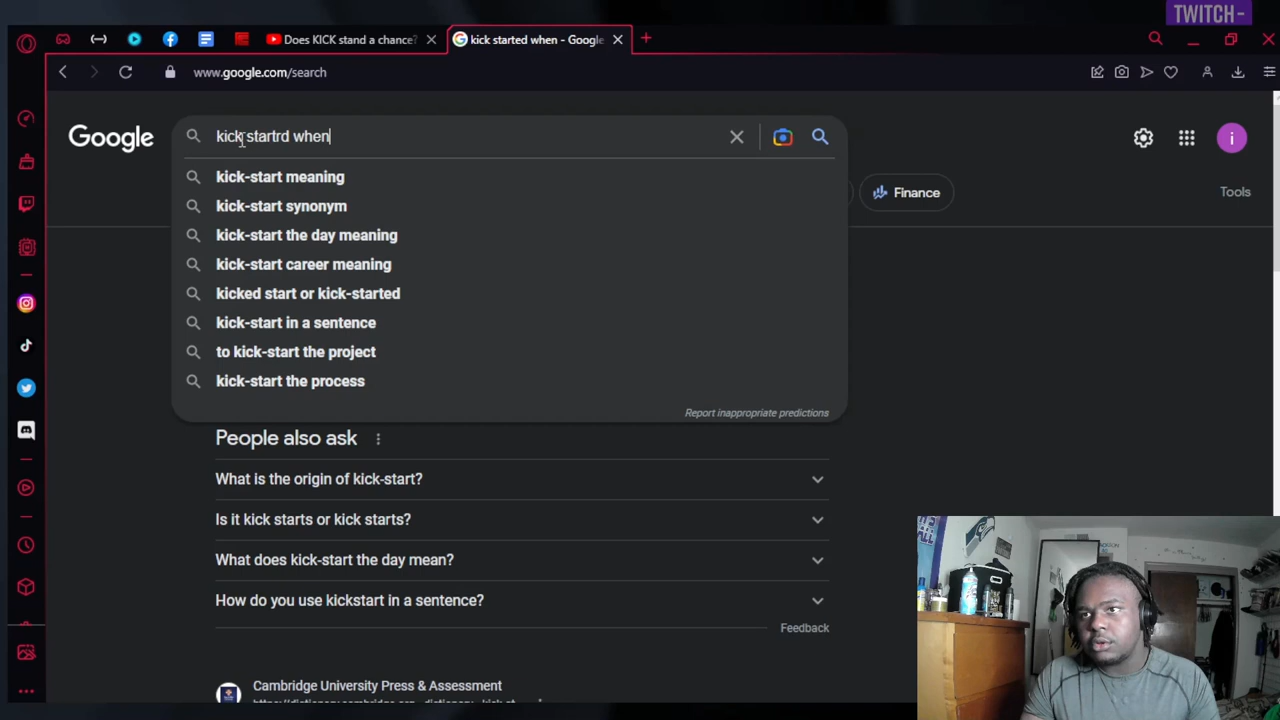 TWITCH-
Does KICK stand a chance?
kick started when - Google
www.google.com/search
Google
kick startrd when
kick-start meaning
kick-start synonym
kick-start the day meaning
kick-start career meaning
kicked start or kick-started
kick-start in a sentence
to kick-start the project
kick-start the process
Report inappropriate predictions
Finance
Tools
i
People also ask
What is the origin of kick-start?
Is it kick starts or kick starts?
What does kick-start the day mean?
How do you use kickstart in a sentence?
Feedback
Cambridge University Press & Assessment